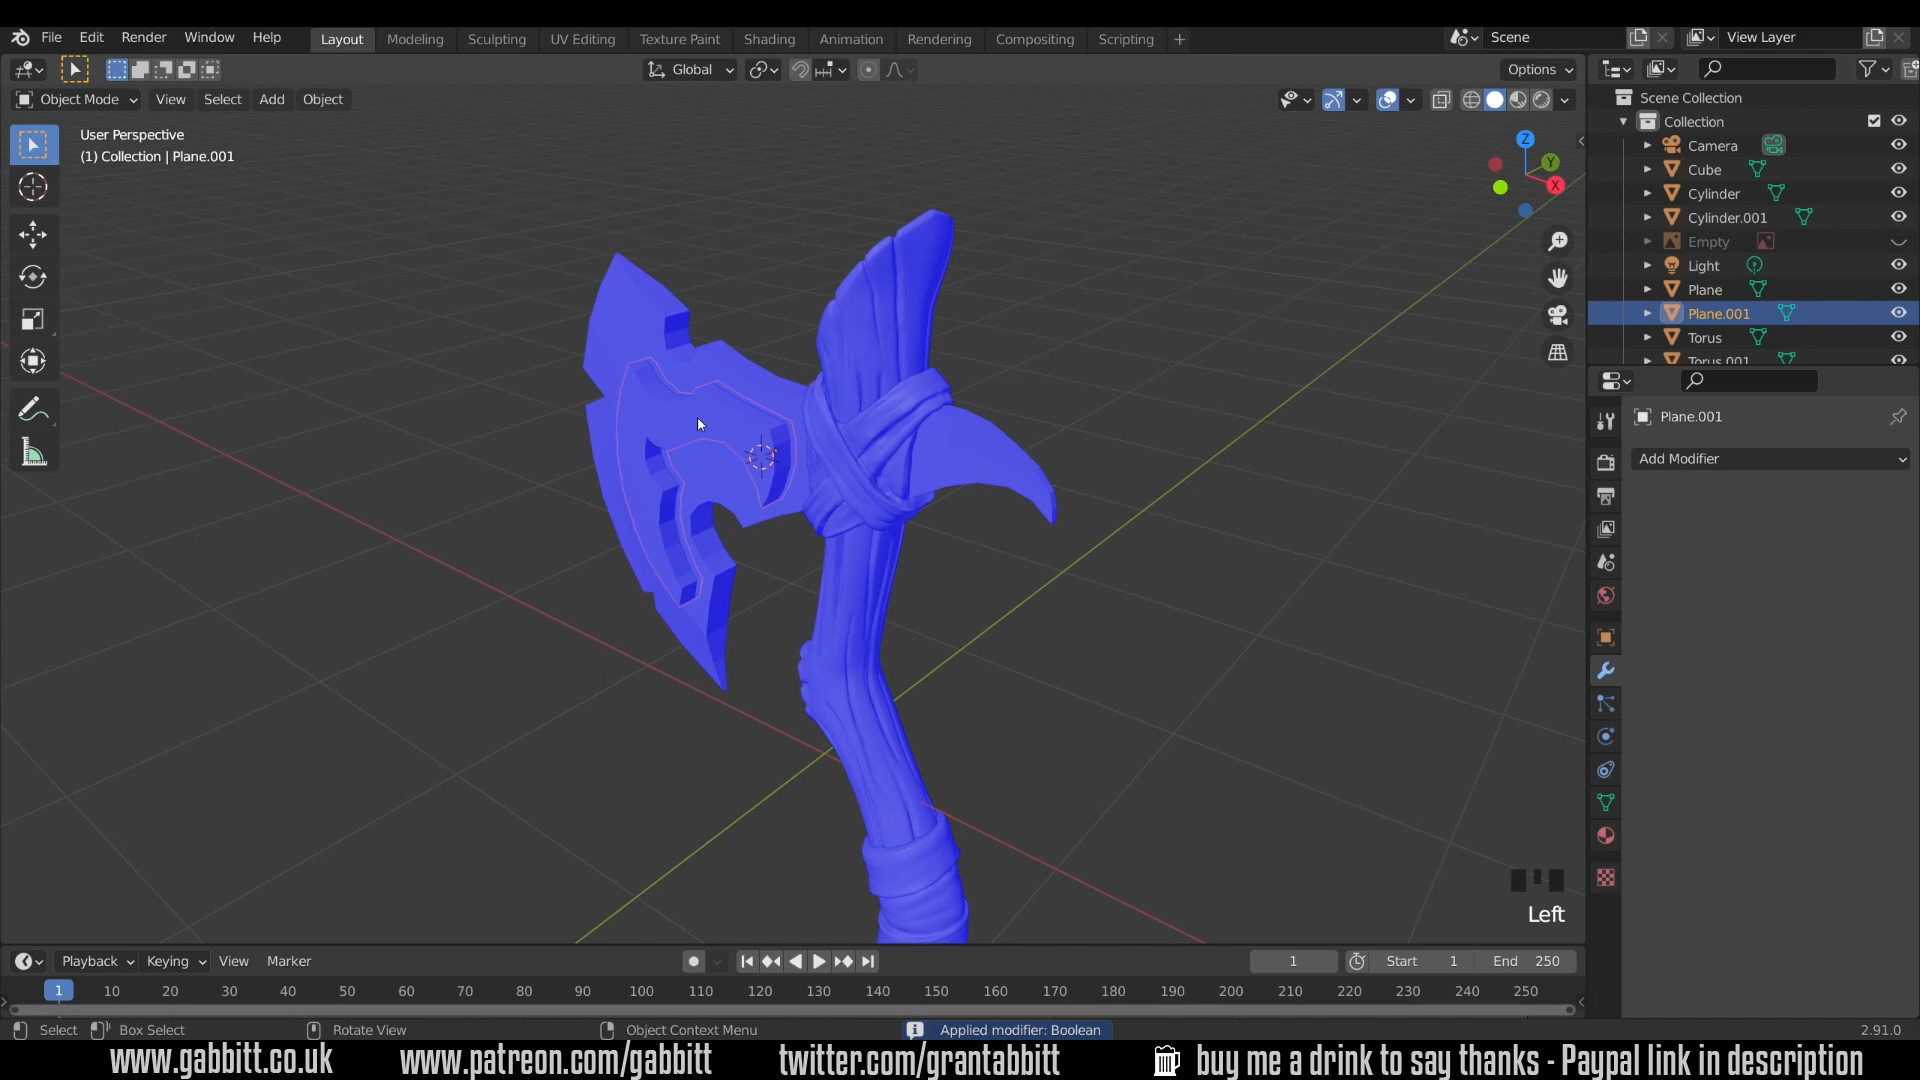 File Edit Render Window Help Layout Modeling Sculpting UV Editing Texture Paint Shading Animation Rendering Compositing Scripting Scene View Layer
Global Options
Object Mode View Select Add Object
User Perspective
(1) Collection | Plane.001
Z
Y
X
Scene Collection
Collection
Camera
Cube
Cylinder
Cylinder.001
Empty
Light
Plane
Plane.001
Torus
Torus.001
Plane.001
Add Modifier
Left
Playback Keying View Marker 1 Start 1 End 250
1 10 20 30 40 50 60 70 80 90 100 110 120 130 140 150 160 170 180 190 200 210 220 230 240 250
Select Box Select Rotate View Object Context Menu Applied modifier: Boolean 2.91.0
www.gabbitt.co.uk www.patreon.com/gabbitt twitter.com/grantabbitt buy me a drink to say thanks - Paypal link in description